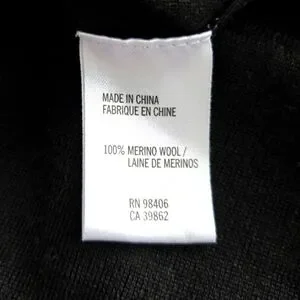 MADE IN CHINA
FABRIQUE EN CHINE
100% MERINO WOOL /
LAINE DE MERINOS
RN 98406
CA 39862